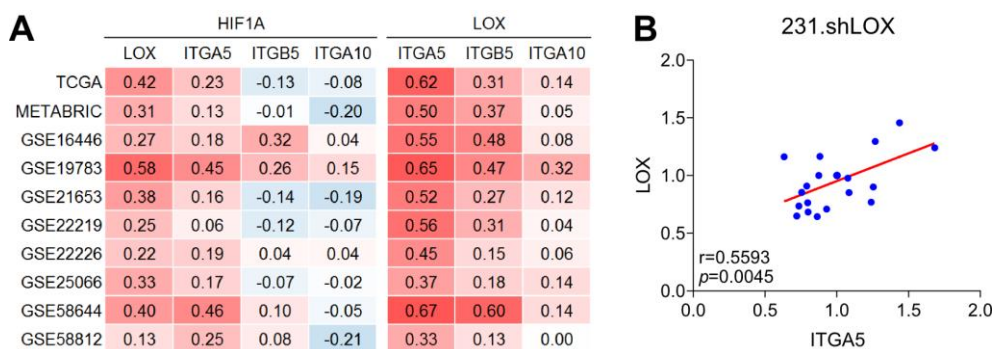 A
HIF1A LOX
LOX ITGA5 ITGB5 ITGA10 ITGA5 ITGB5 ITGA10
TCGA 0.42 0.23 -0.13 -0.08 0.62 0.31 0.14
METABRIC 0.31 0.13 -0.01 -0.20 0.50 0.37 0.05
GSE16446 0.27 0.18 0.32 0.04 0.55 0.48 0.08
GSE19783 0.58 0.45 0.26 0.15 0.65 0.47 0.32
GSE21653 0.38 0.16 -0.14 -0.19 0.52 0.27 0.12
GSE22219 0.25 0.06 -0.12 -0.07 0.56 0.31 0.04
GSE22226 0.22 0.19 0.04 0.04 0.45 0.15 0.06
GSE25066 0.33 0.17 -0.07 -0.02 0.37 0.18 0.14
GSE58644 0.40 0.46 0.10 -0.05 0.67 0.60 0.14
GSE58812 0.13 0.25 0.08 -0.21 0.33 0.13 0.00
B
231.shLOX
LOX
2.0
1.5
1.0
0.5
0.0
r=0.5593
p=0.0045
0.0 0.5 1.0 1.5 2.0
ITGA5